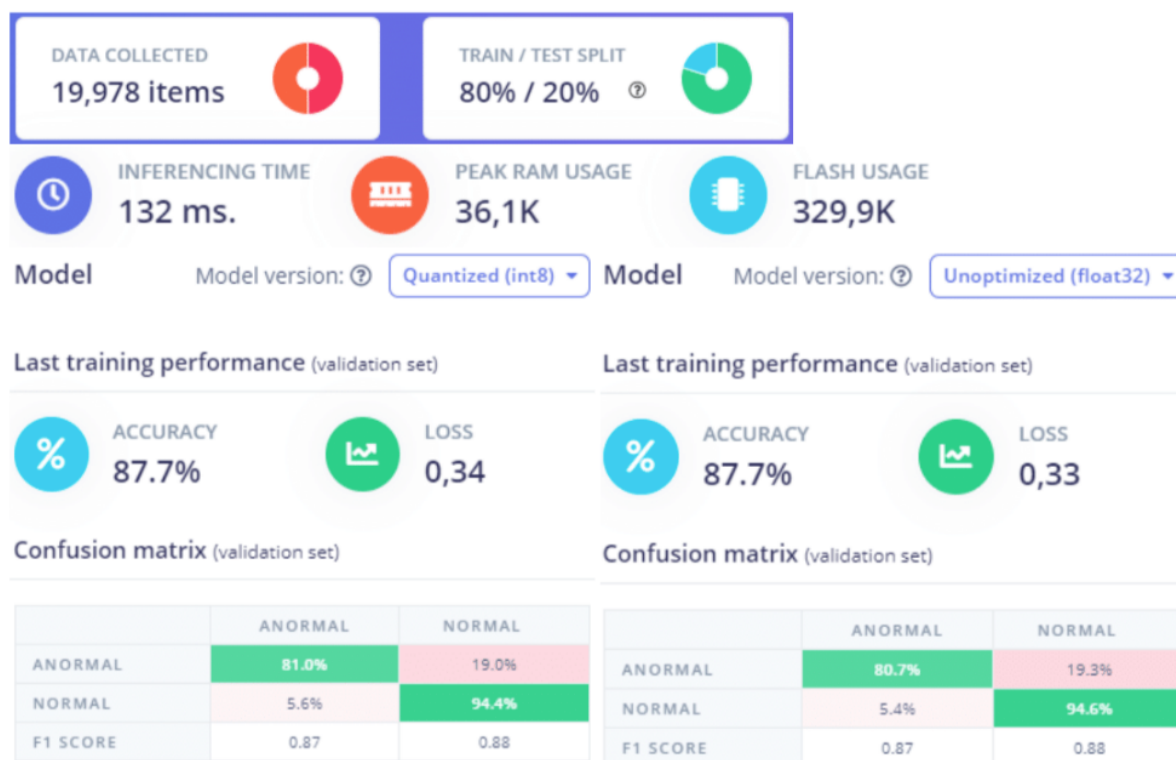 DATA COLLECTED
19,978 items
TRAIN / TEST SPLIT
80% / 20% ?
INFERENCING TIME
132 ms.
PEAK RAM USAGE
36,1K
FLASH USAGE
329,9K
Model Model version: ? Quantized (int8)
Last training performance (validation set)
% ACCURACY
87.7%
LOSS
0,34
Confusion matrix (validation set)
ANORMAL NORMAL
ANORMAL 81.0% 19.0%
NORMAL 5.6% 94.4%
F1 SCORE 0.87 0.88
Model Model version: ? Unoptimized (float32)
Last training performance (validation set)
% ACCURACY
87.7%
LOSS
0,33
Confusion matrix (validation set)
ANORMAL NORMAL
ANORMAL 80.7% 19.3%
NORMAL 5.4% 94.6%
F1 SCORE 0.87 0.88